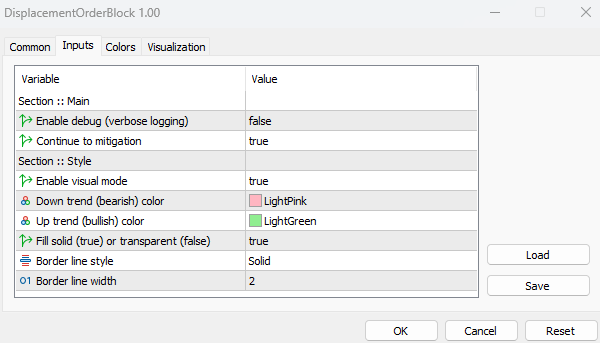 DisplacementOrderBlock 1.00
Common Inputs Colors Visualization
Variable Value
Section :: Main
Enable debug (verbose logging) false
Continue to mitigation true
Section :: Style
Enable visual mode true
Down trend (bearish) color LightPink
Up trend (bullish) color LightGreen
Fill solid (true) or transparent (false) true
Border line style Solid
01 Border line width 2
Load
Save
OK Cancel Reset